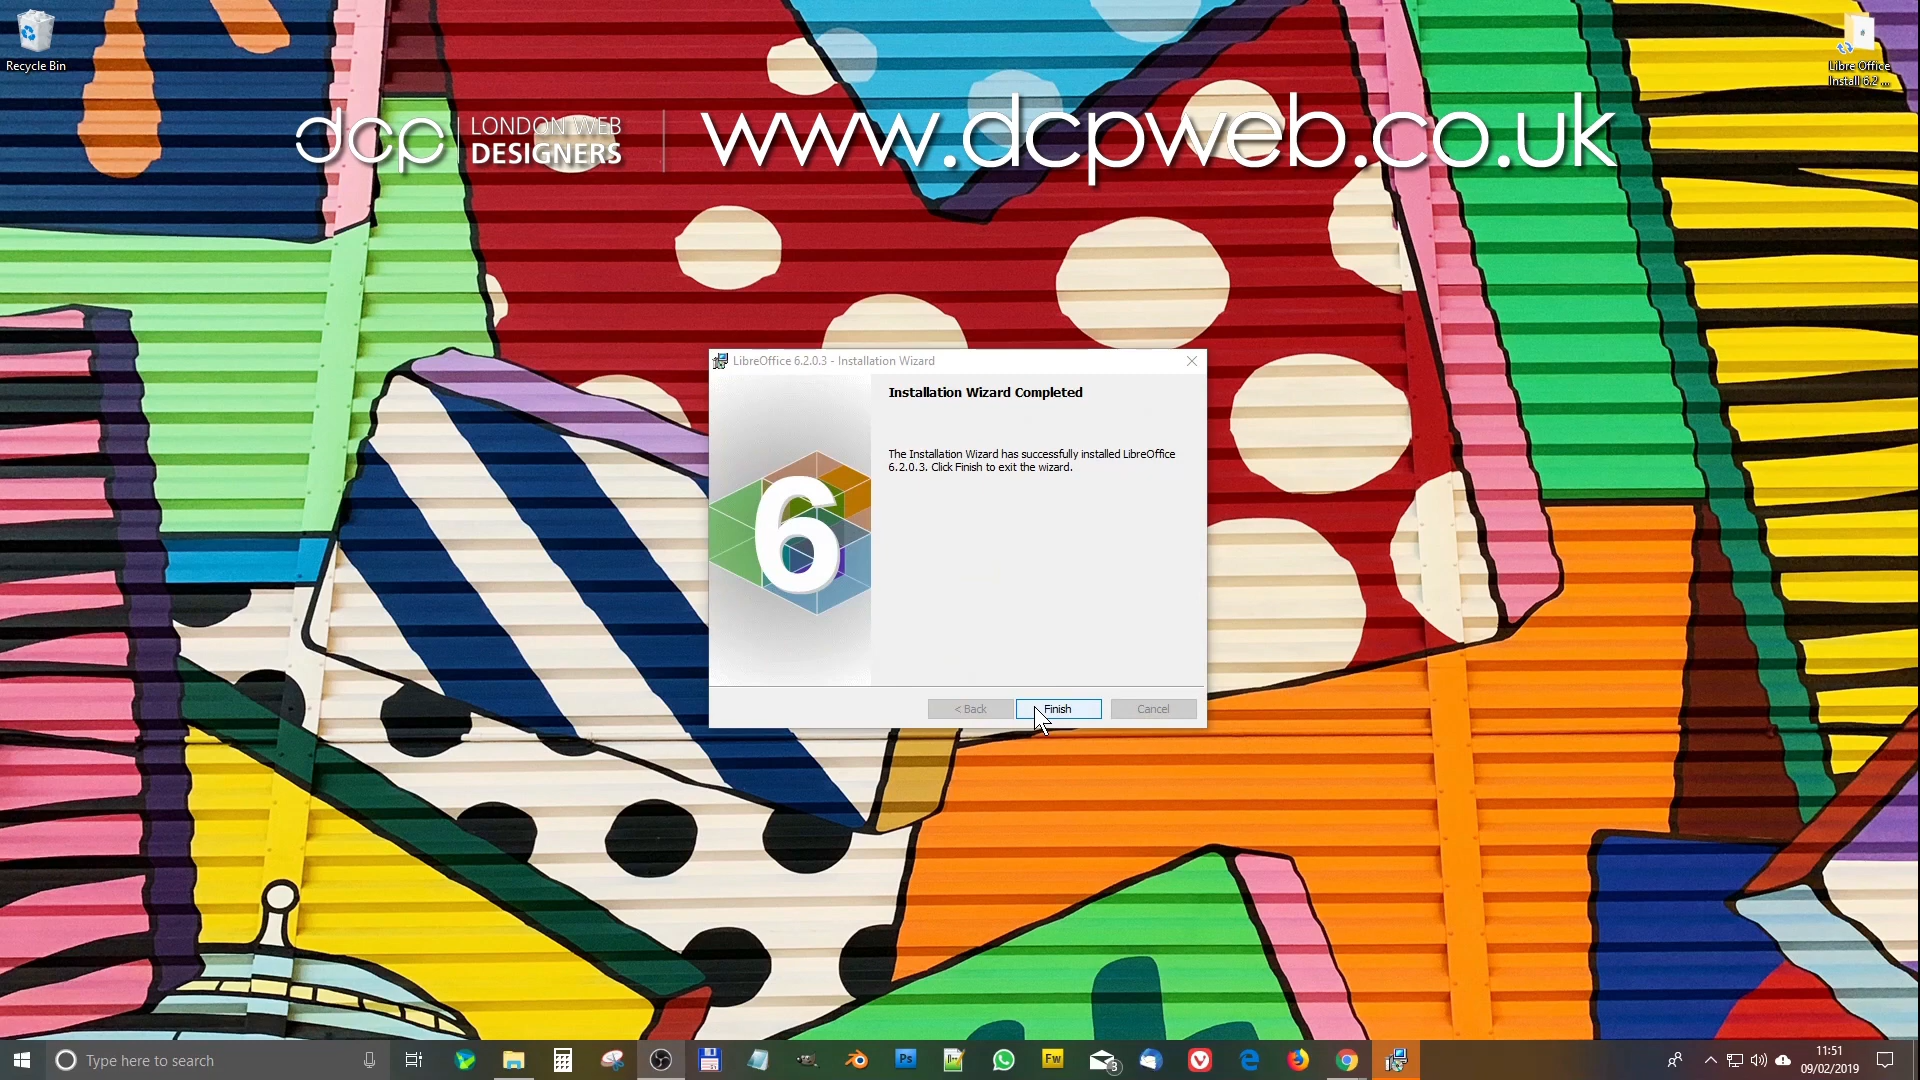 Recycle Bin
Libre Office
Install 6.2 ...
dcp
LONDON WEB
DESIGNERS
www.dcpweb.co.uk
LibreOffice 6.2.0.3 - Installation Wizard
Installation Wizard Completed
The Installation Wizard has successfully installed LibreOffice
6.2.0.3. Click Finish to exit the wizard.
6
< Back
Finish
Cancel
Type here to search
Ps
Fw
3
11:51
09/02/2019